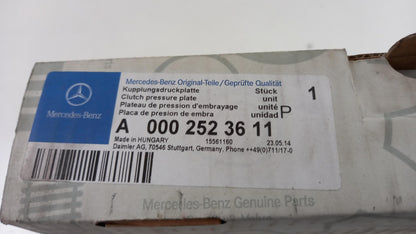 Mercedes-Benz Original-Teile/Geprüfte Qualität
Kupplungsdruckplatte Stück 1
Clutch pressure plate unit
Plateau de pression d'embrayage unité
Placa de presion de embra unidad P
Mercedes-Benz
A 000 252 36 11
Made in HUNGARY 15561160 23.05.14
Daimler AG, 70546 Stuttgart, Germany, Phone ++49(0)711/17-0
Mercedes-Benz Genuine Parts